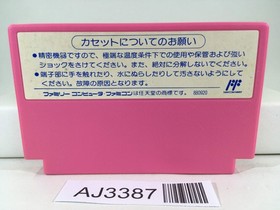 カセットについてのお願い
●精密機器ですので、極端な温度条件下での使用や保管および強い
ショックをさけてください。また、絶対に分解しないでください。
●端子部に手を触れたり、水にぬらしたりして汚さないようにして
ください。故障の原因となります。
ファミリーコンピュータ ファミコンは任天堂の商標です。
AJ3387